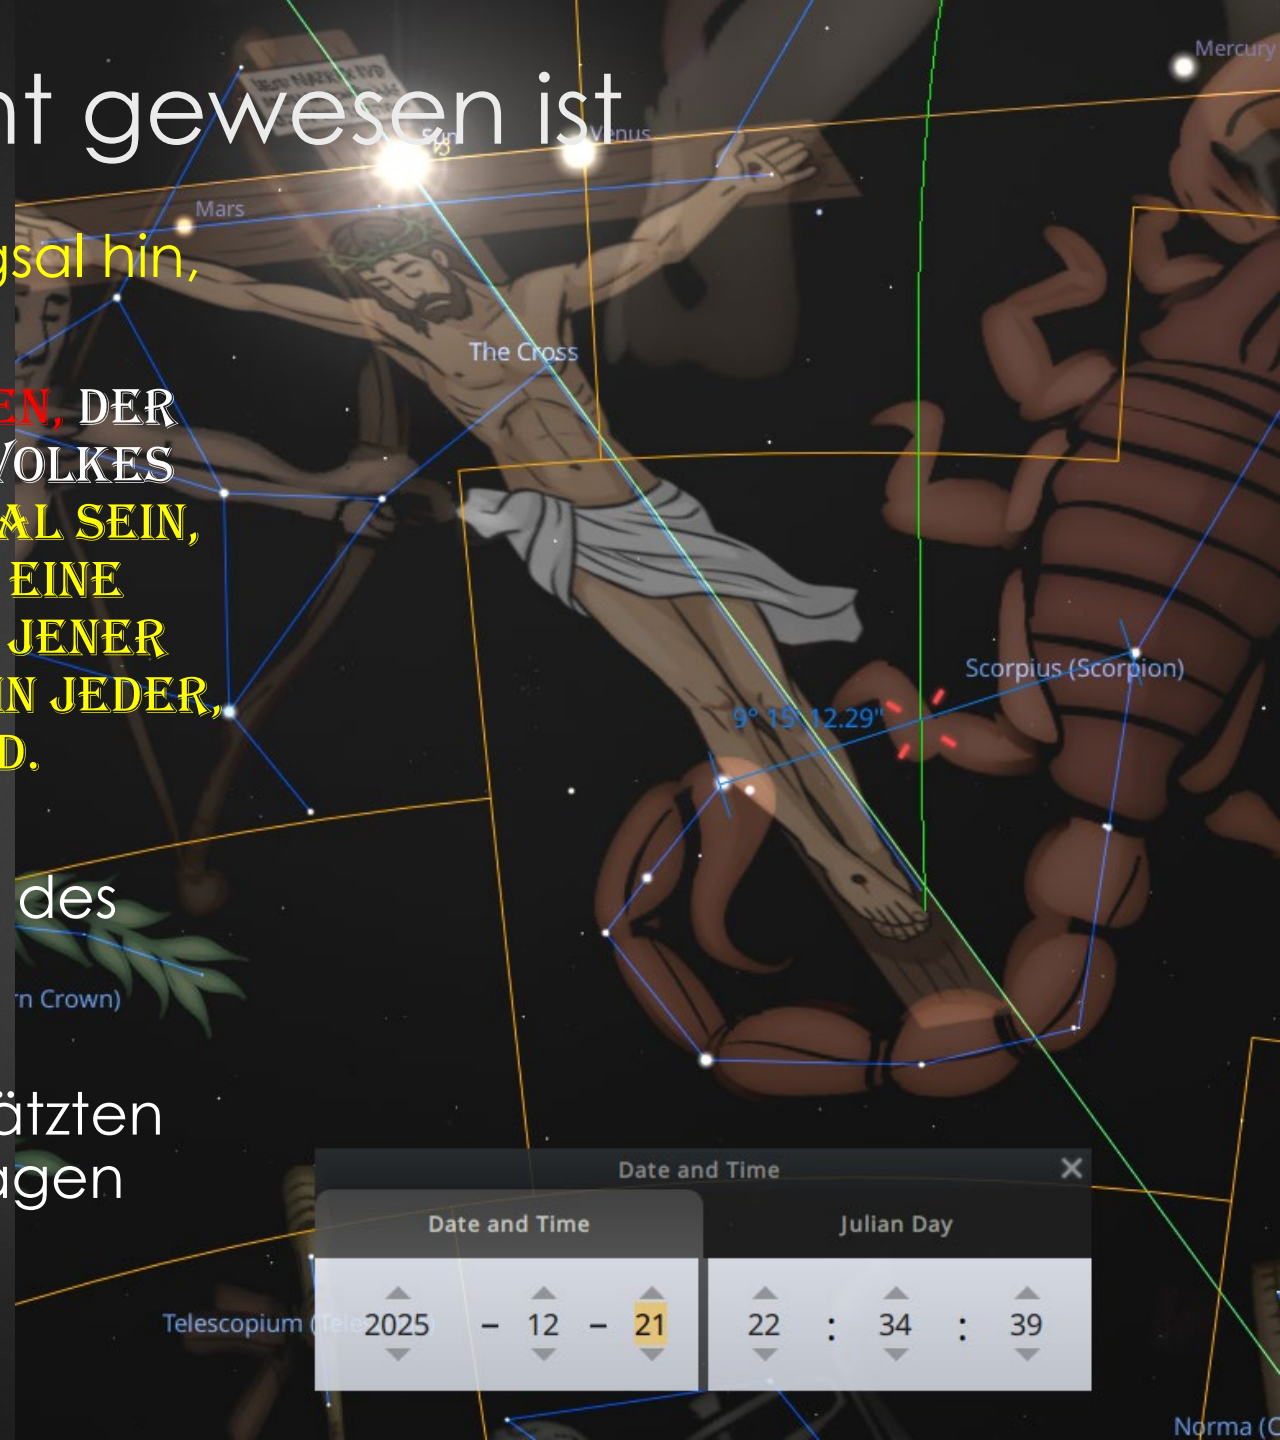 nt gewesen ist
Sun
Venus
Mercury
Mars
gsal hin,
The Cross
EN, DER
VOLKES
AL SEIN,
EINE
JENER
IN JEDER,
D.
Scorpius (Scorpion)
9° 15' 12.29"
des
rn Crown)
ätzten
agen
Date and Time
Date and Time
Julian Day
Telescopium (
2025 - 12 - 21
22 : 34 : 39
Norma (